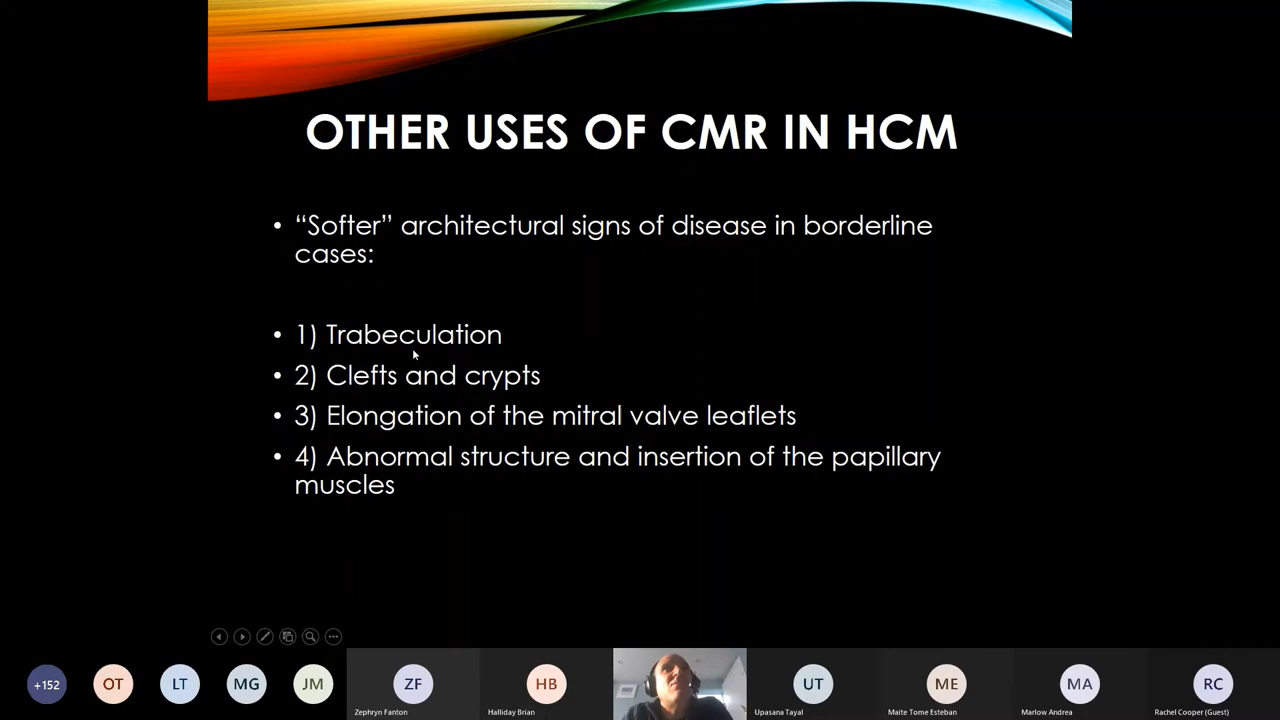 OTHER USES OF CMR IN HCM
• “Softer” architectural signs of disease in borderline
cases:
• 1) Trabeculation
• 2) Clefts and crypts
• 3) Elongation of the mitral valve leaflets
• 4) Abnormal structure and insertion of the papillary
muscles
+152 OT LT MG JM ZF HB UT ME MA RC
Zephryn Fanton Halliday Brian Upasana Tayal Maite Tome Esteban Marlow Andrea Rachel Cooper (Guest)